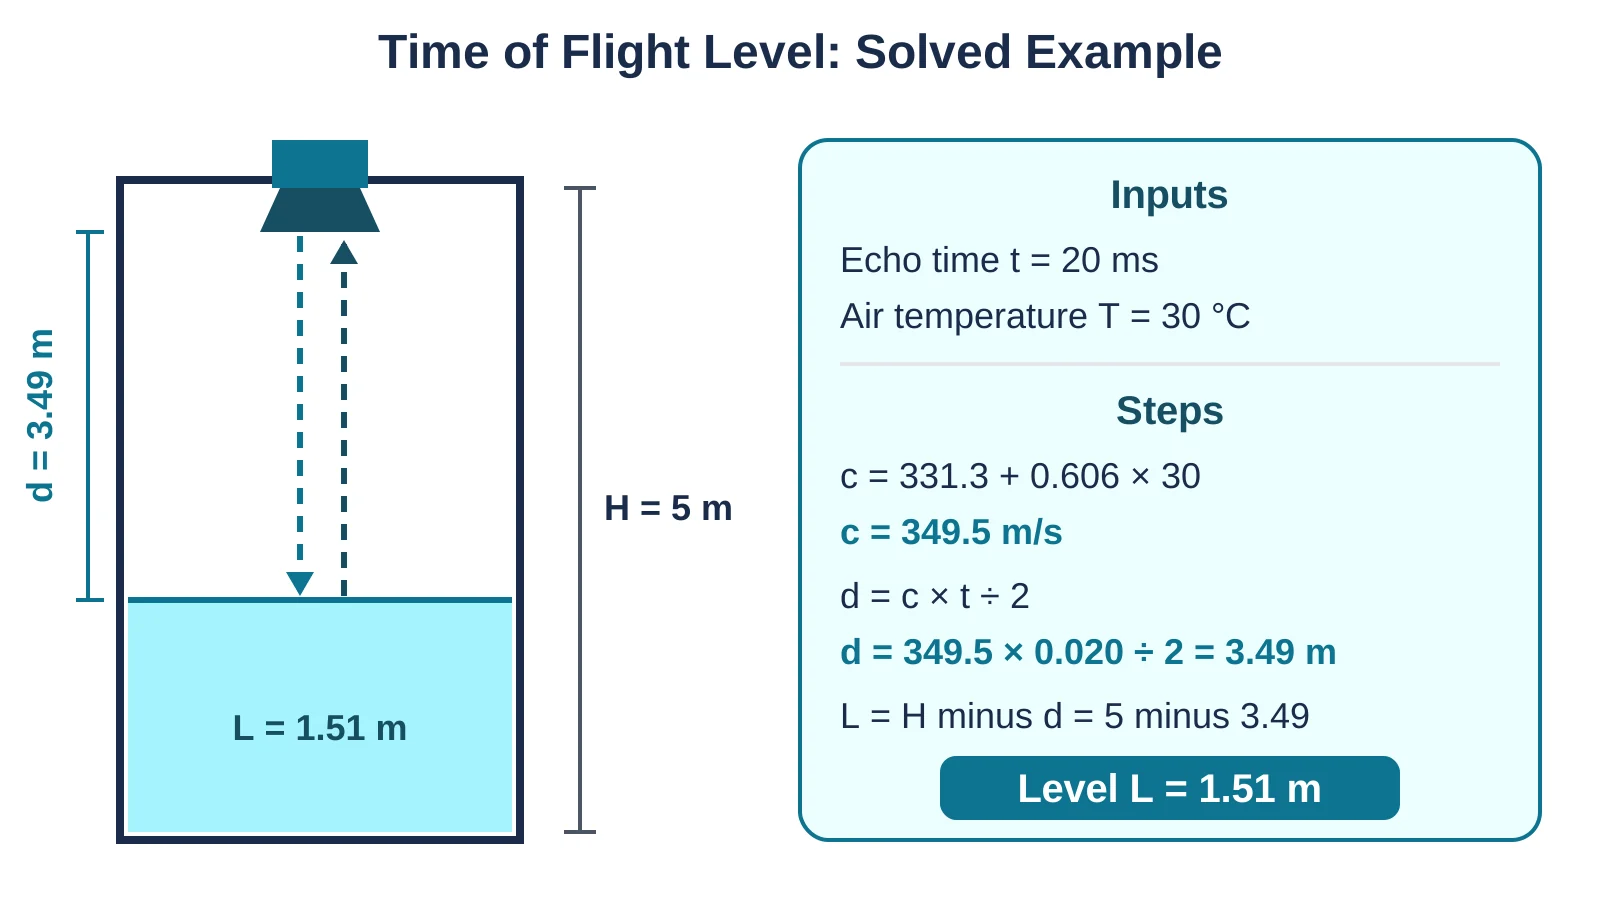 Time of Flight Level: Solved Example
d = 3.49 m
L = 1.51 m
H = 5 m
Inputs
Echo time t = 20 ms
Air temperature T = 30 °C
Steps
c = 331.3 + 0.606 × 30
c = 349.5 m/s
d = c × t ÷ 2
d = 349.5 × 0.020 ÷ 2 = 3.49 m
L = H minus d = 5 minus 3.49
Level L = 1.51 m